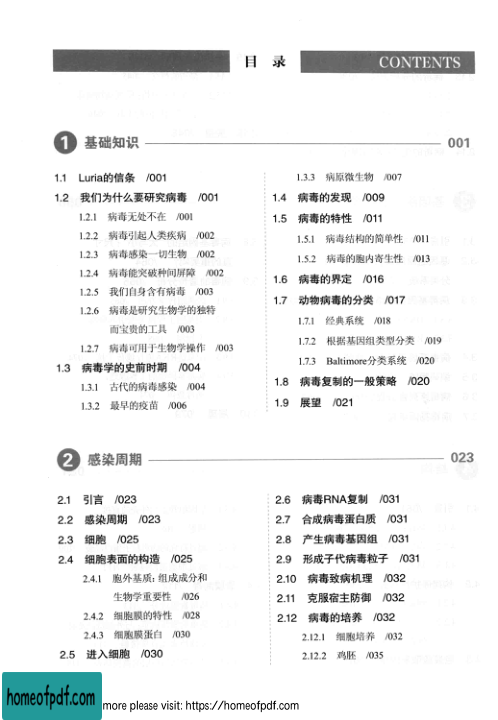 目 录
CONTENTS
1 基础知识 001
1.1 Luria的信条 /001
1.2 我们为什么要研究病毒 /001
1.2.1 病毒无处不在 /001
1.2.2 病毒引起人类疾病 /002
1.2.3 病毒感染一切生物 /002
1.2.4 病毒能突破种间屏障 /002
1.2.5 我们自身含有病毒 /003
1.2.6 病毒是研究生物学的独特
而宝贵的工具 /003
1.2.7 病毒可用于生物学操作 /003
1.3 病毒学的史前时期 /004
1.3.1 古代的病毒感染 /004
1.3.2 最早的疫苗 /006
1.3.3 病原微生物 /007
1.4 病毒的发现 /009
1.5 病毒的特性 /011
1.5.1 病毒结构的简单性 /011
1.5.2 病毒的胞内寄生性 /013
1.6 病毒的界定 /016
1.7 动物病毒的分类 /017
1.7.1 经典系统 /018
1.7.2 根据基因组类型分类 /019
1.7.3 Baltimore分类系统 /020
1.8 病毒复制的一般策略 /020
1.9 展望 /021
2 感染周期 023
2.1 引言 /023
2.2 感染周期 /023
2.3 细胞 /025
2.4 细胞表面的构造 /025
2.4.1 胞外基质：组成成分和
生物学重要性 /026
2.4.2 细胞膜的特性 /028
2.4.3 细胞膜蛋白 /030
2.5 进入细胞 /030
2.6 病毒RNA复制 /031
2.7 合成病毒蛋白质 /031
2.8 产生病毒基因组 /031
2.9 形成子代病毒粒子 /031
2.10 病毒致病机理 /032
2.11 克服宿主防御 /032
2.12 病毒的培养 /032
2.12.1 细胞培养 /032
2.12.2 鸡胚 /035
homeofpdf.com
more please visit: https://homeofpdf.com